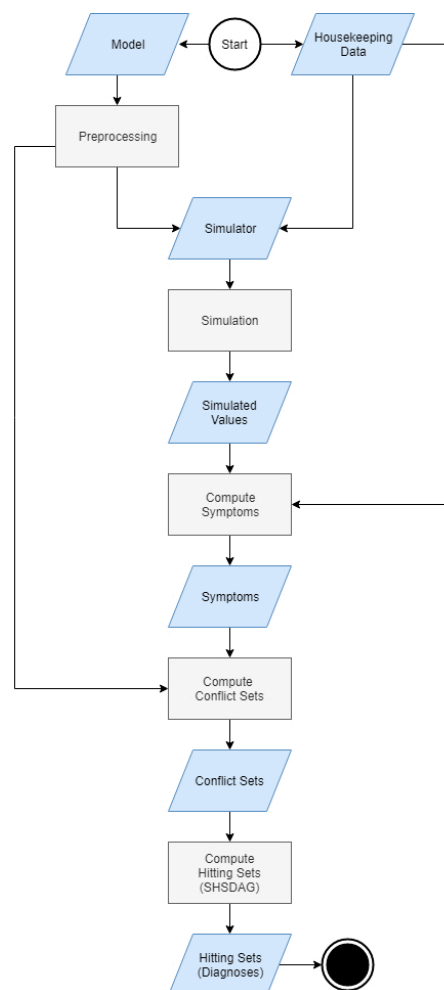 Model
Start
Housekeeping
Data
Preprocessing
Simulator
Simulation
Simulated
Values
Compute
Symptoms
Symptoms
Compute
Conflict Sets
Conflict Sets
Compute
Hitting Sets
(SHSDAG)
Hitting Sets
(Diagnoses)